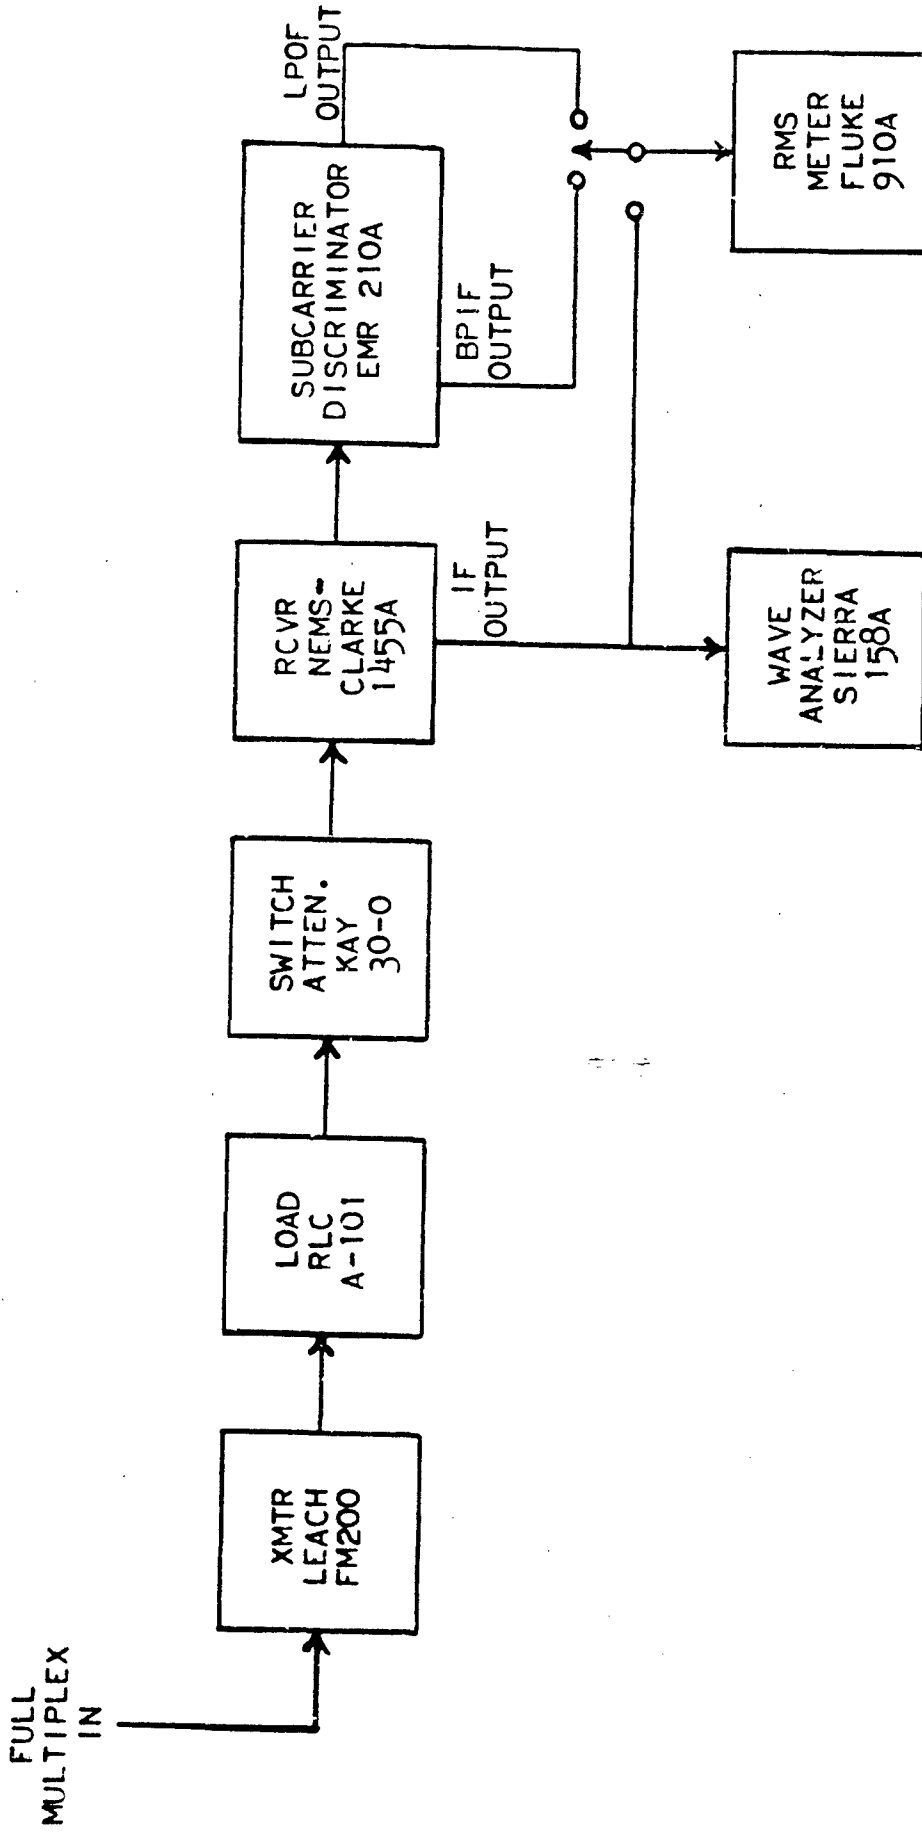 FULL
MULTIPLEX
IN
XMTR
LEACH
FM200
LOAD
RLC
A-101
SWITCH
ATTEN.
KAY
30-0
RCVR
NEMS-
CLARKE
1455A
IF
OUTPUT
SUBCARRIER
DISCRIMINATOR
EMR 210A
BPIF
OUTPUT
LPOF
OUTPUT
WAVE
ANALYZER
SIERRA
158A
RMS
METER
FLUKE
910A